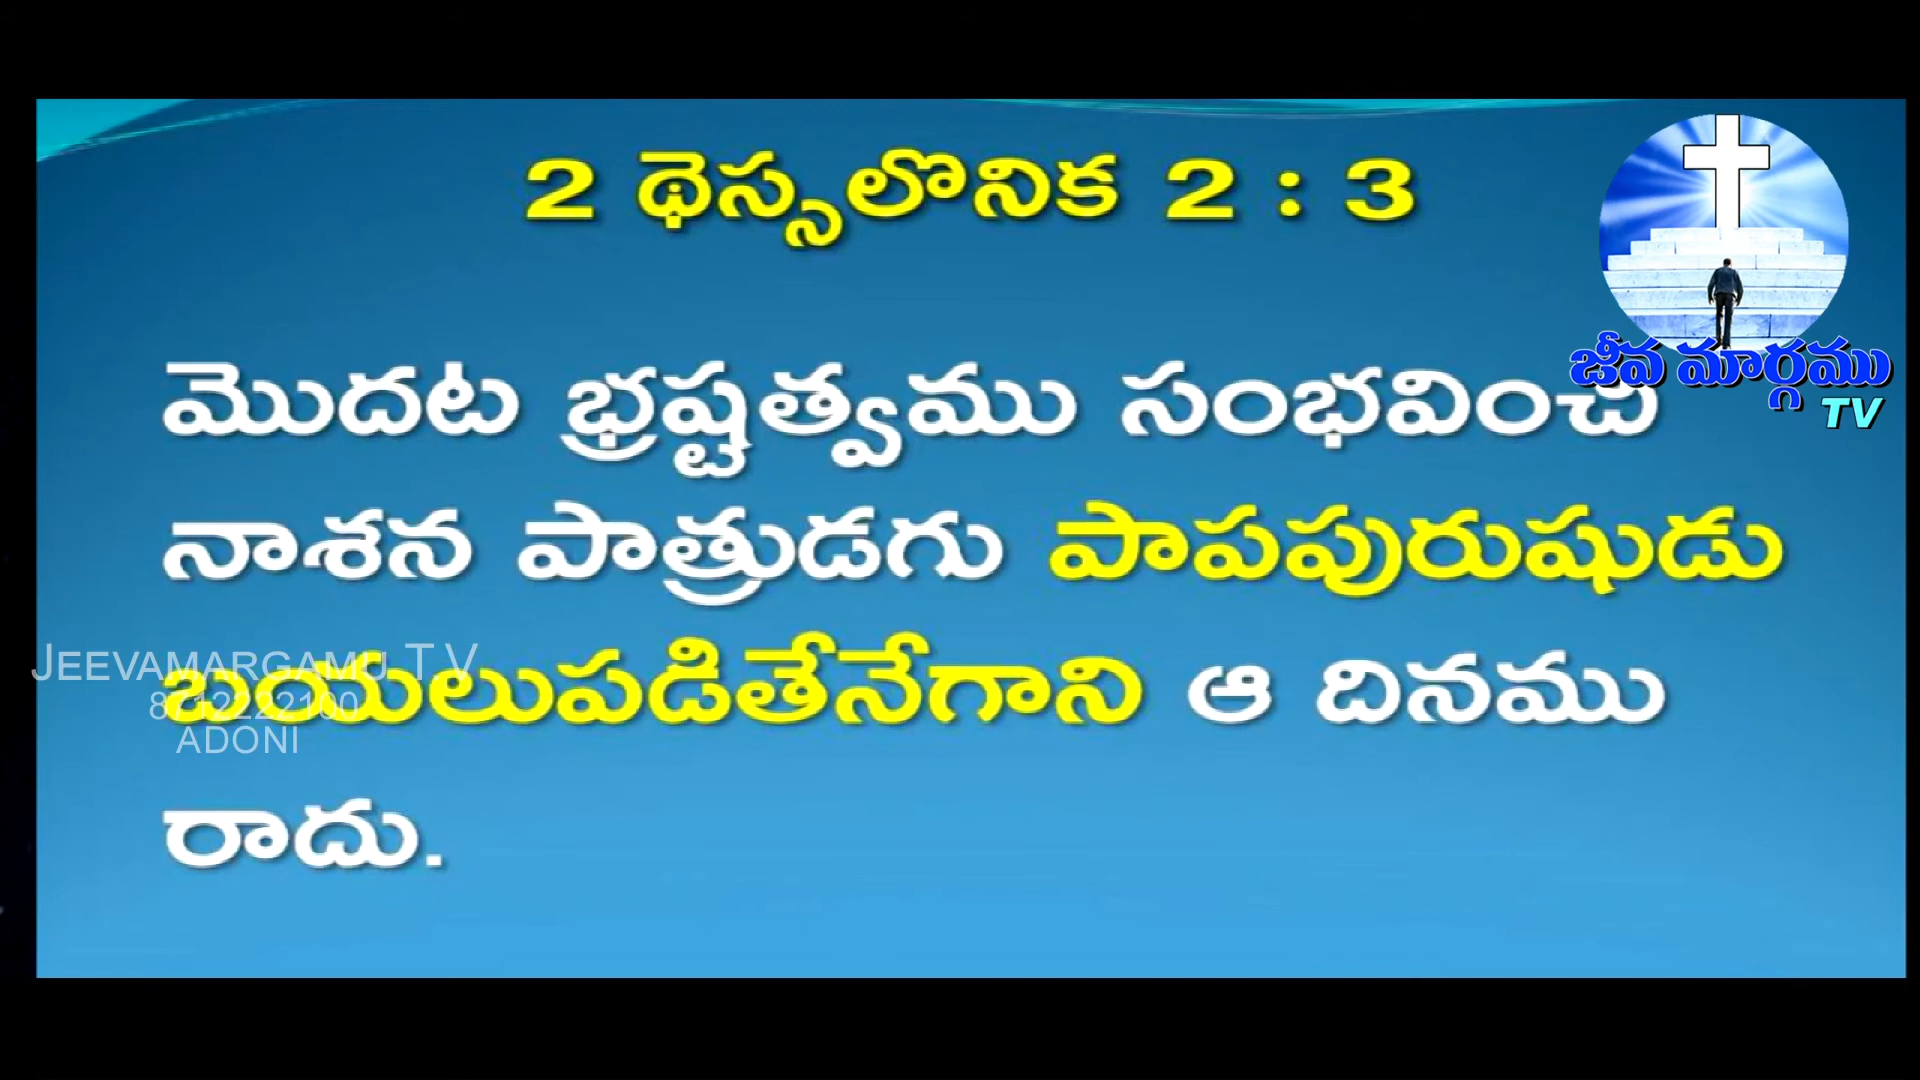 2 థెస్సలొనిక 2 : 3
మొదట భ్రష్టత్వము సంభవించి
నాశన పాత్రుడగు పాపపురుషుడు
బయలుపడితేనేగాని ఆ దినము
రాదు.
జీవ మార్గము
TV
JEEVAMARGAMU T.V
8712222100
ADONI